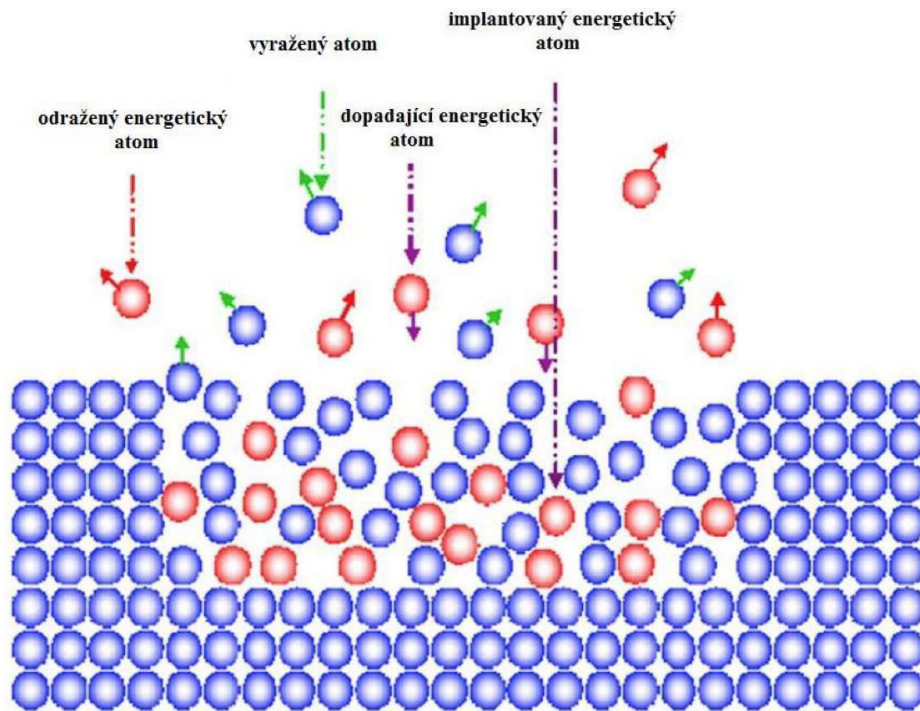 implantovaný energetický
atom
vyražený atom
odražený energetický
atom
dopadající energetický
atom